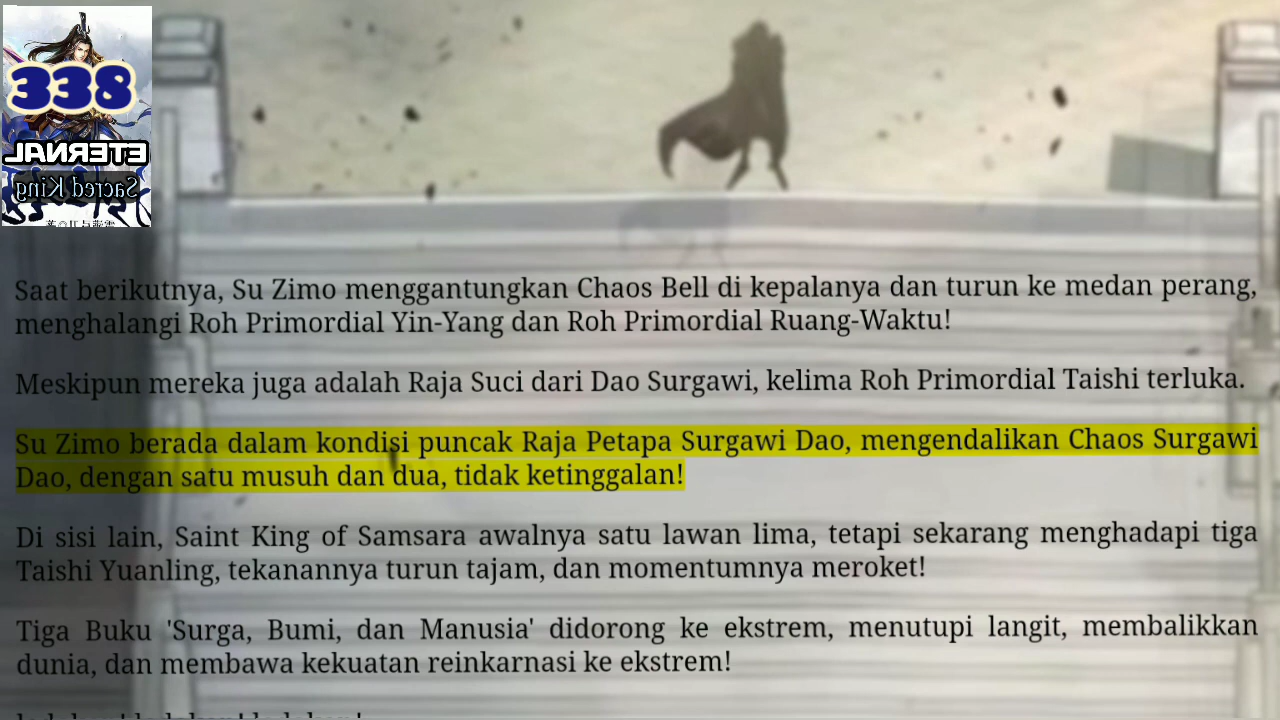 338
ETERNAL
Sacred King
Saat berikutnya, Su Zimo menggantungkan Chaos Bell di kepalanya dan turun ke medan perang,
menghalangi Roh Primordial Yin-Yang dan Roh Primordial Ruang-Waktu!
Meskipun mereka juga adalah Raja Suci dari Dao Surgawi, kelima Roh Primordial Taishi terluka.
Su Zimo berada dalam kondisi puncak Raja Petapa Surgawi Dao, mengendalikan Chaos Surgawi
Dao, dengan satu musuh dan dua, tidak ketinggalan!
Di sisi lain, Saint King of Samsara awalnya satu lawan lima, tetapi sekarang menghadapi tiga
Taishi Yuanling, tekanannya turun tajam, dan momentumnya meroket!
Tiga Buku 'Surga, Bumi, dan Manusia' didorong ke ekstrem, menutupi langit, membalikkan
dunia, dan membawa kekuatan reinkarnasi ke ekstrem!